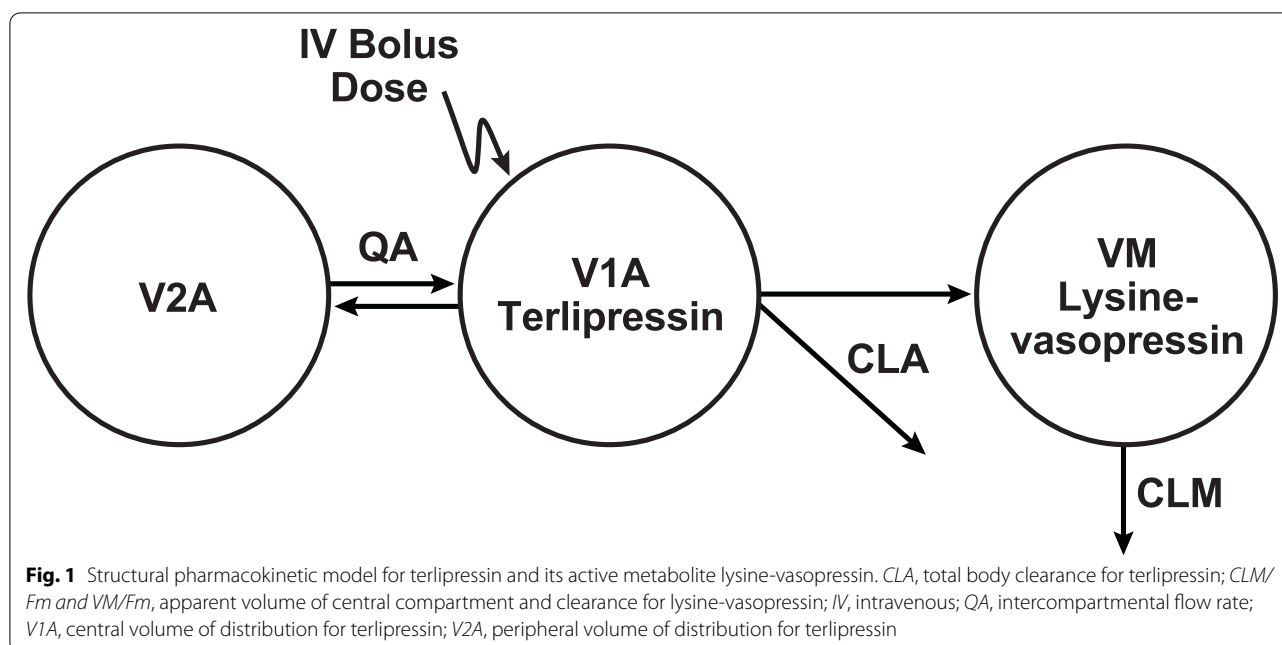 IV Bolus
Dose
V2A
QA
V1A
Terlipressin
CLA
VM
Lysine-
vasopressin
CLM
Fig. 1 Structural pharmacokinetic model for terlipressin and its active metabolite lysine-vasopressin. CLA, total body clearance for terlipressin; CLM/
Fm and VM/Fm, apparent volume of central compartment and clearance for lysine-vasopressin; IV, intravenous; QA, intercompartmental flow rate;
V1A, central volume of distribution for terlipressin; V2A, peripheral volume of distribution for terlipressin